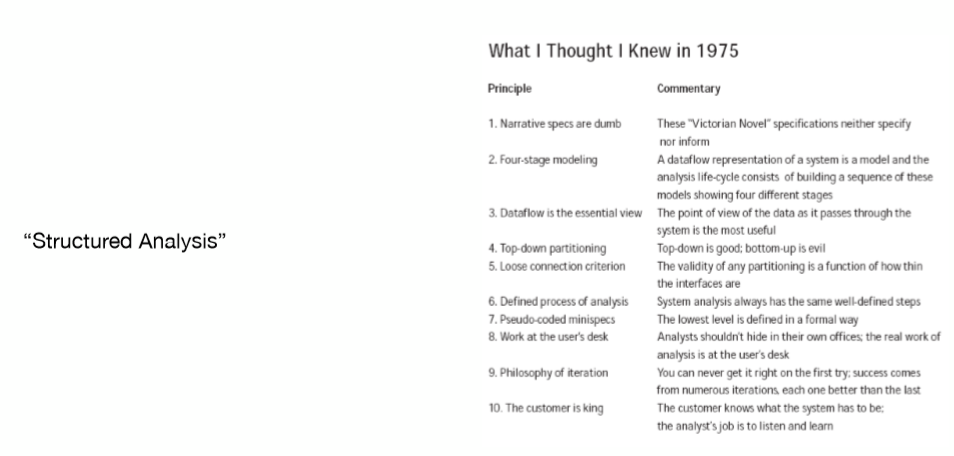 “Structured Analysis”
What I Thought I Knew in 1975
Principle Commentary
1. Narrative specs are dumb These "Victorian Novel" specifications neither specify
nor inform
2. Four-stage modeling A dataflow representation of a system is a model and the
analysis life-cycle consists of building a sequence of these
models showing four different stages
3. Dataflow is the essential view The point of view of the data as it passes through the
system is the most useful
4. Top-down partitioning Top-down is good; bottom-up is evil
5. Loose connection criterion The validity of any partitioning is a function of how thin
the interfaces are
6. Defined process of analysis System analysis always has the same well-defined steps
7. Pseudo-coded minispecs The lowest level is defined in a formal way
8. Work at the user's desk Analysts shouldn't hide in their own offices; the real work of
analysis is at the user's desk
9. Philosophy of iteration You can never get it right on the first try; success comes
from numerous iterations, each one better than the last
10. The customer is king The customer knows what the system has to be;
the analyst's job is to listen and learn